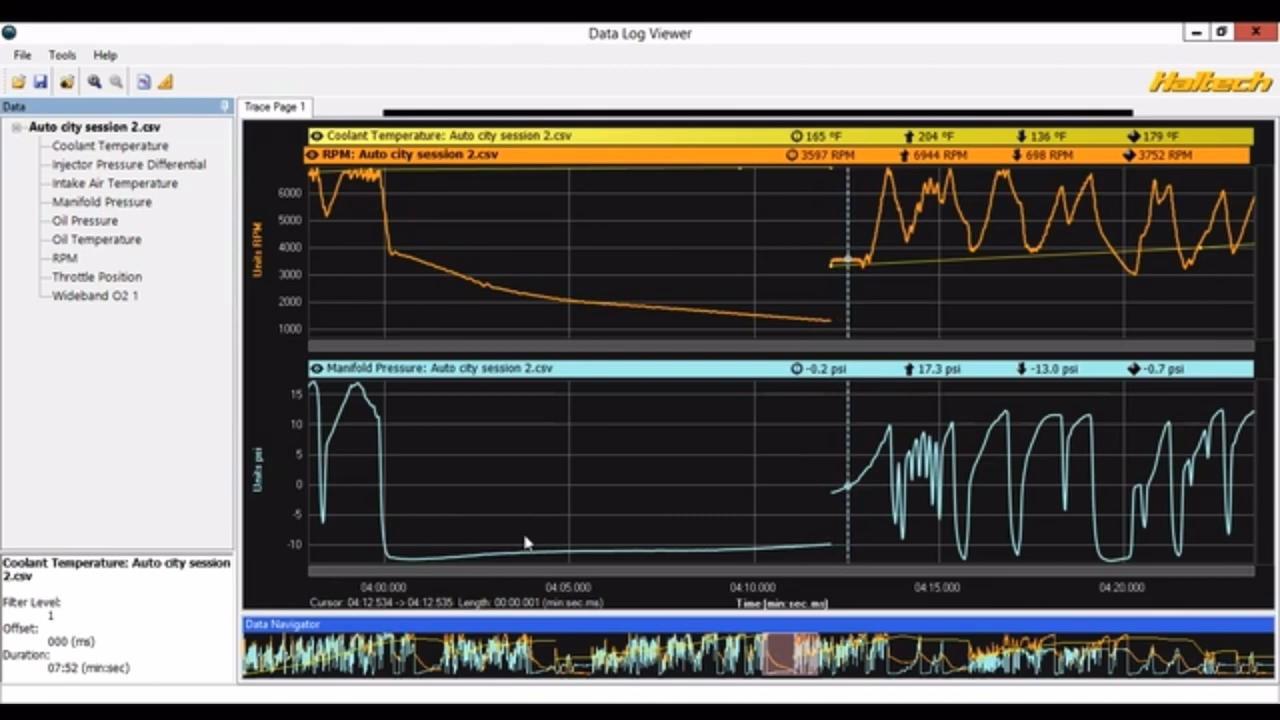 Data Log Viewer
File Tools Help
Haltech
Data
Trace Page 1
Auto city session 2.csv
Coolant Temperature
Injector Pressure Differential
Intake Air Temperature
Manifold Pressure
Oil Pressure
Oil Temperature
RPM
Throttle Position
Wideband O2 1
Coolant Temperature: Auto city session 2.csv 165 ºF 204 ºF 136 ºF 179 ºF
RPM: Auto city session 2.csv 3597 RPM 6944 RPM 698 RPM 3752 RPM
6000
5000
4000
3000
2000
1000
Units RPM
Manifold Pressure: Auto city session 2.csv -0.2 psi 17.3 psi -13.0 psi -0.7 psi
15
10
5
0
-5
-10
Units psi
04:00.000 04:05.000 04:10.000 04:15.000 04:20.000
Cursor: 04:12.534 -> 04:12.535 Length: 00:00.001 (min:sec.ms) Time [min:sec.ms]
Coolant Temperature: Auto city session
2.csv
Filter Level:
1
Offset:
000 (ms)
Duration:
07:52 (min:sec)
Data Navigator